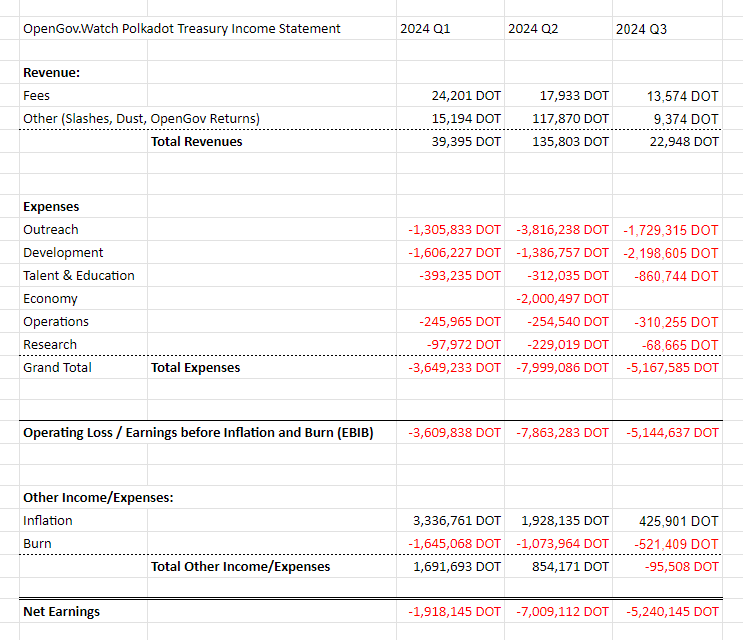 OpenGov.Watch Polkadot Treasury Income Statement 2024 Q1 2024 Q2 2024 Q3
Revenue:
Fees 24,201 DOT 17,933 DOT 13,574 DOT
Other (Slashes, Dust, OpenGov Returns) 15,194 DOT 117,870 DOT 9,374 DOT
Total Revenues 39,395 DOT 135,803 DOT 22,948 DOT
Expenses
Outreach -1,305,833 DOT -3,816,238 DOT -1,729,315 DOT
Development -1,606,227 DOT -1,386,757 DOT -2,198,605 DOT
Talent & Education -393,235 DOT -312,035 DOT -860,744 DOT
Economy -2,000,497 DOT
Operations -245,965 DOT -254,540 DOT -310,255 DOT
Research -97,972 DOT -229,019 DOT -68,665 DOT
Grand Total Total Expenses -3,649,233 DOT -7,999,086 DOT -5,167,585 DOT
Operating Loss / Earnings before Inflation and Burn (EBIB) -3,609,838 DOT -7,863,283 DOT -5,144,637 DOT
Other Income/Expenses:
Inflation 3,336,761 DOT 1,928,135 DOT 425,901 DOT
Burn -1,645,068 DOT -1,073,964 DOT -521,409 DOT
Total Other Income/Expenses 1,691,693 DOT 854,171 DOT -95,508 DOT
Net Earnings -1,918,145 DOT -7,009,112 DOT -5,240,145 DOT